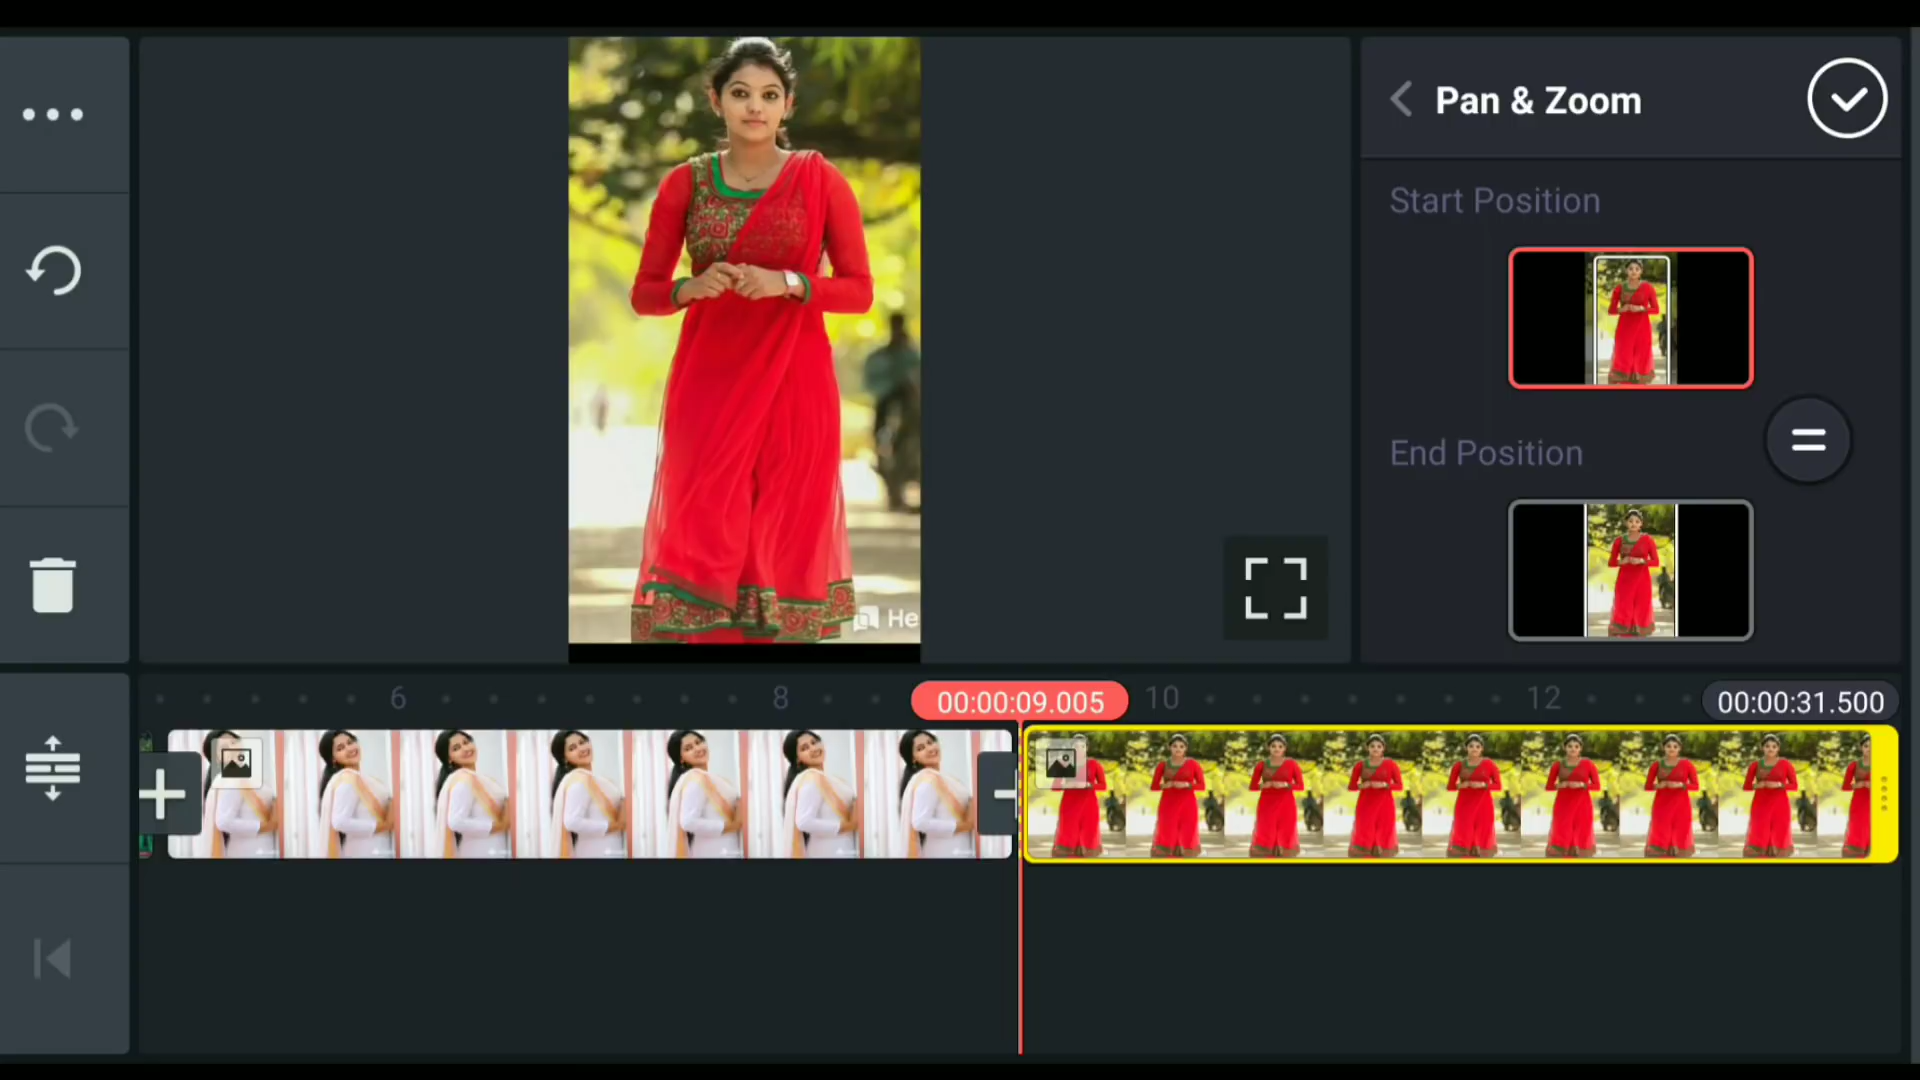 Pan & Zoom
Start Position
End Position
He
6
8
00:00:09.005
10
12
00:00:31.500